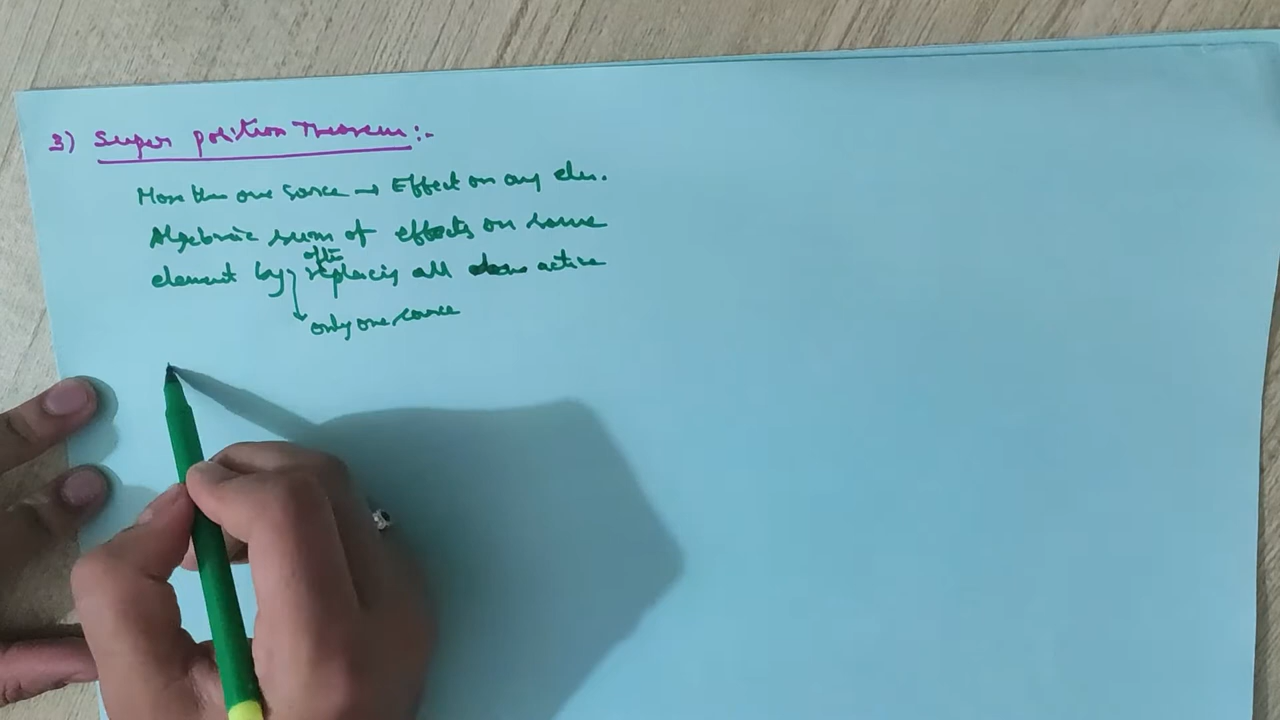 3) Super position Theorem:-
More than one source → Effect on any ele.
Algebraic sum of effects on same
after
element by replacing all active
only one source